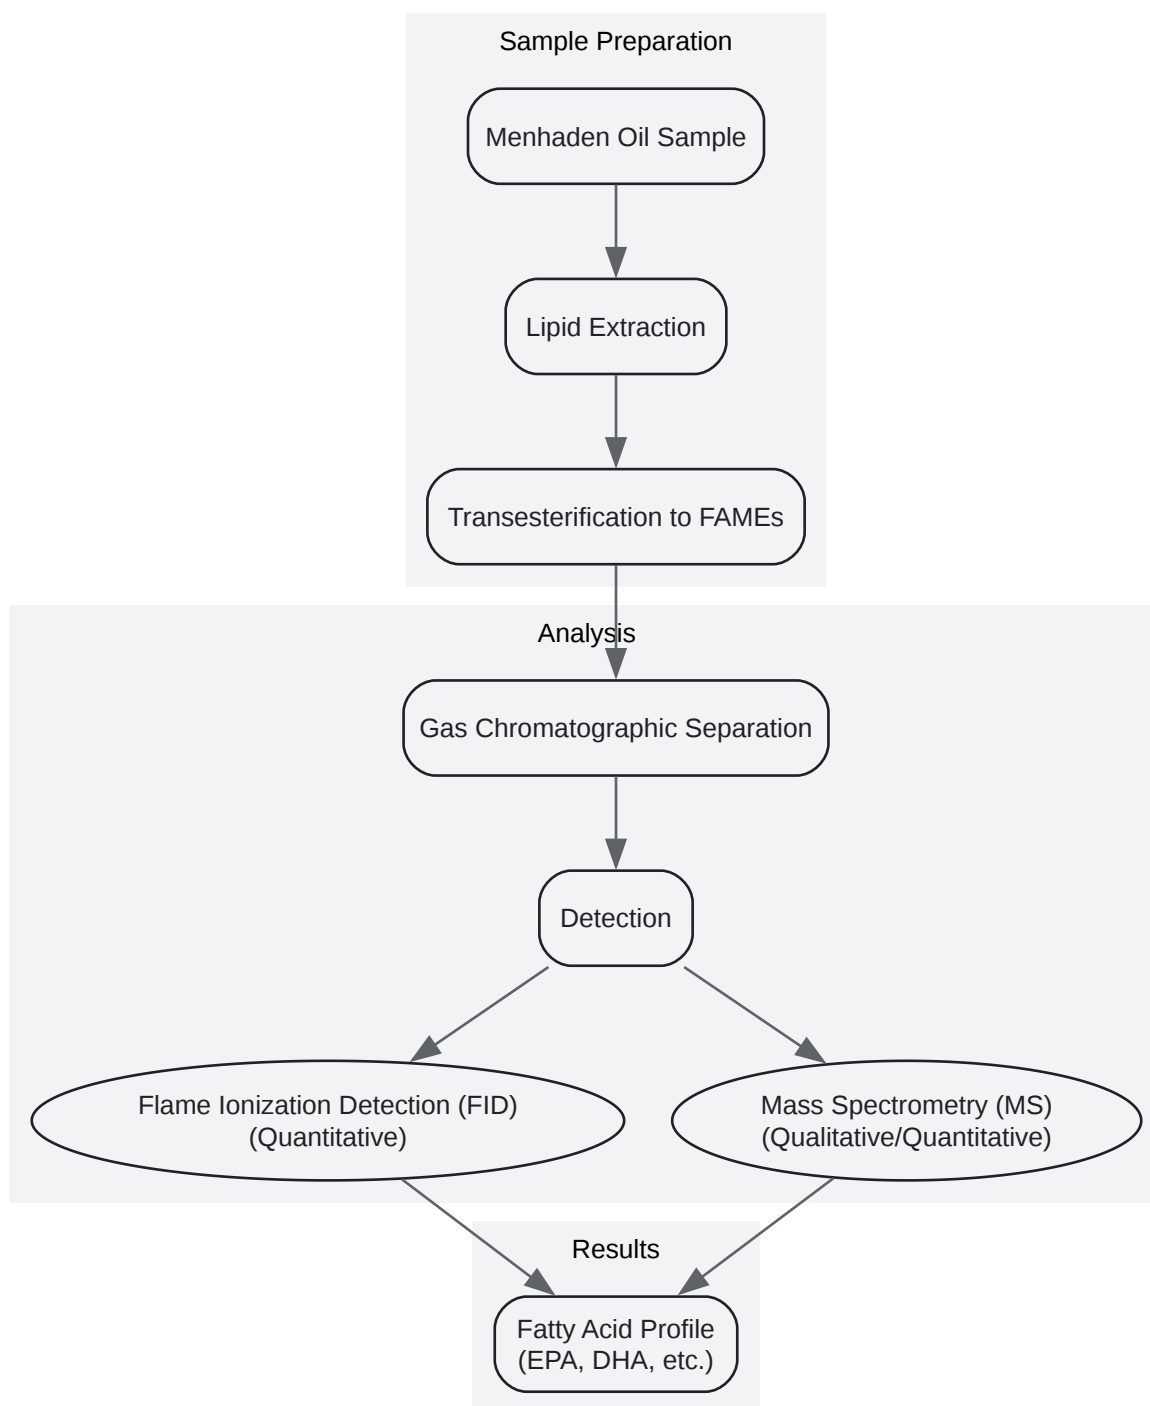 Sample Preparation
Menhaden Oil Sample
Lipid Extraction
Transesterification to FAMEs
Analysis
Gas Chromatographic Separation
Detection
Flame Ionization Detection (FID)
(Quantitative)
Mass Spectrometry (MS)
(Qualitative/Quantitative)
Results
Fatty Acid Profile
(EPA, DHA, etc.)